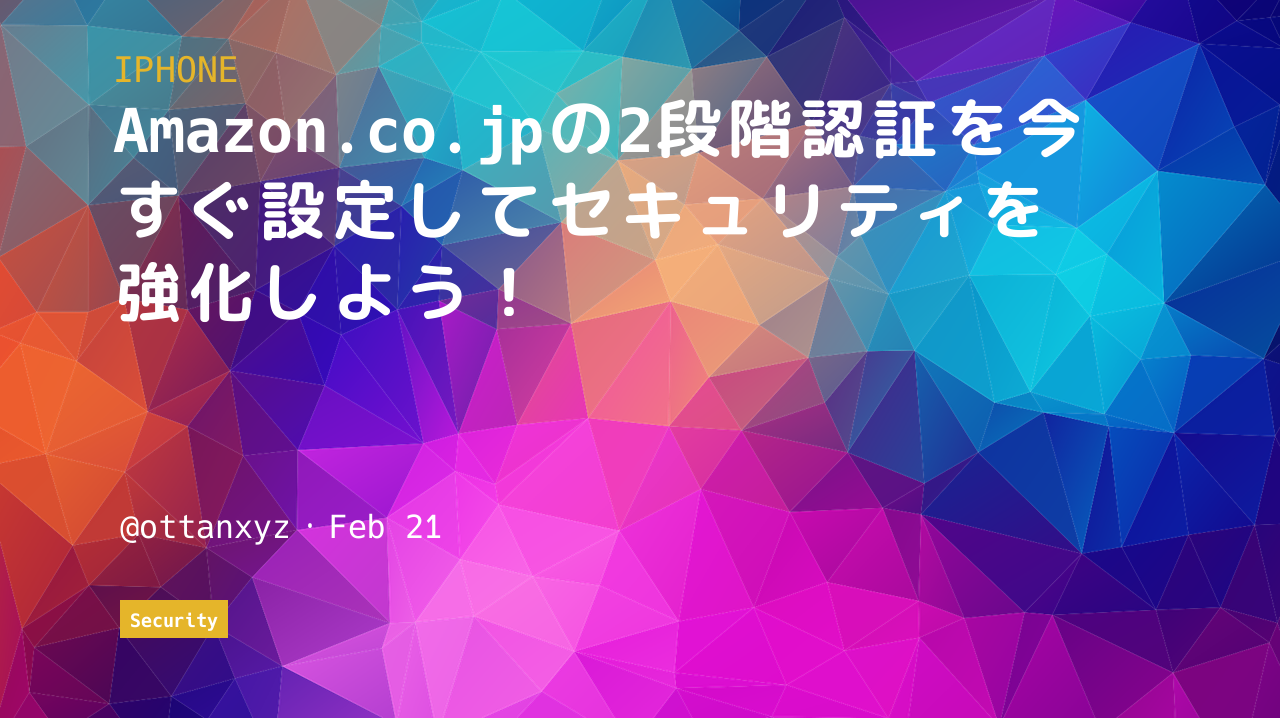 IPHONE
Amazon.co.jpの2段階認証を今
すぐ設定してセキュリティを
強化しよう！
@ottanxyz · Feb 21
Security